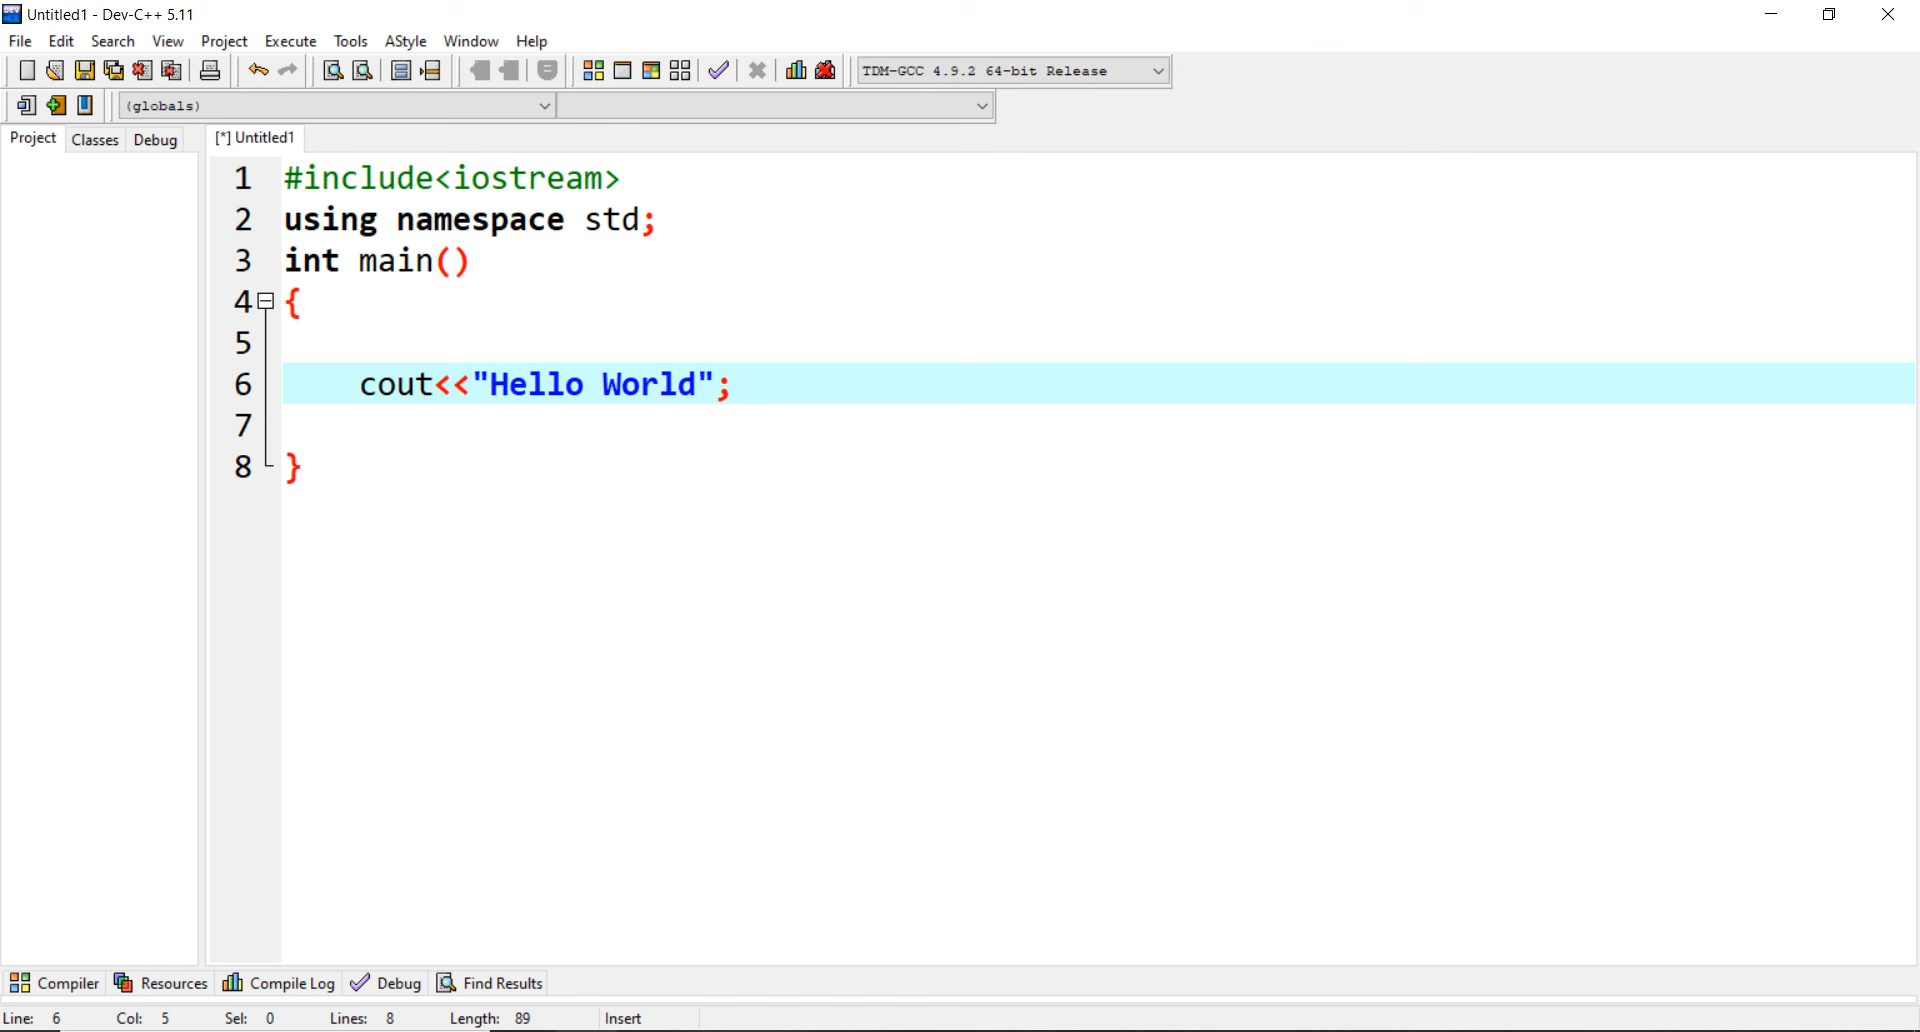 Untitled1 - Dev-C++ 5.11
File Edit Search View Project Execute Tools AStyle Window Help
TDM-GCC 4.9.2 64-bit Release
(globals)
Project Classes Debug [*] Untitled1
1 #include<iostream>
2 using namespace std;
3 int main()
4 {
5
6 cout<<"Hello World";
7
8 }
Compiler Resources Compile Log Debug Find Results
Line: 6 Col: 5 Sel: 0 Lines: 8 Length: 89 Insert